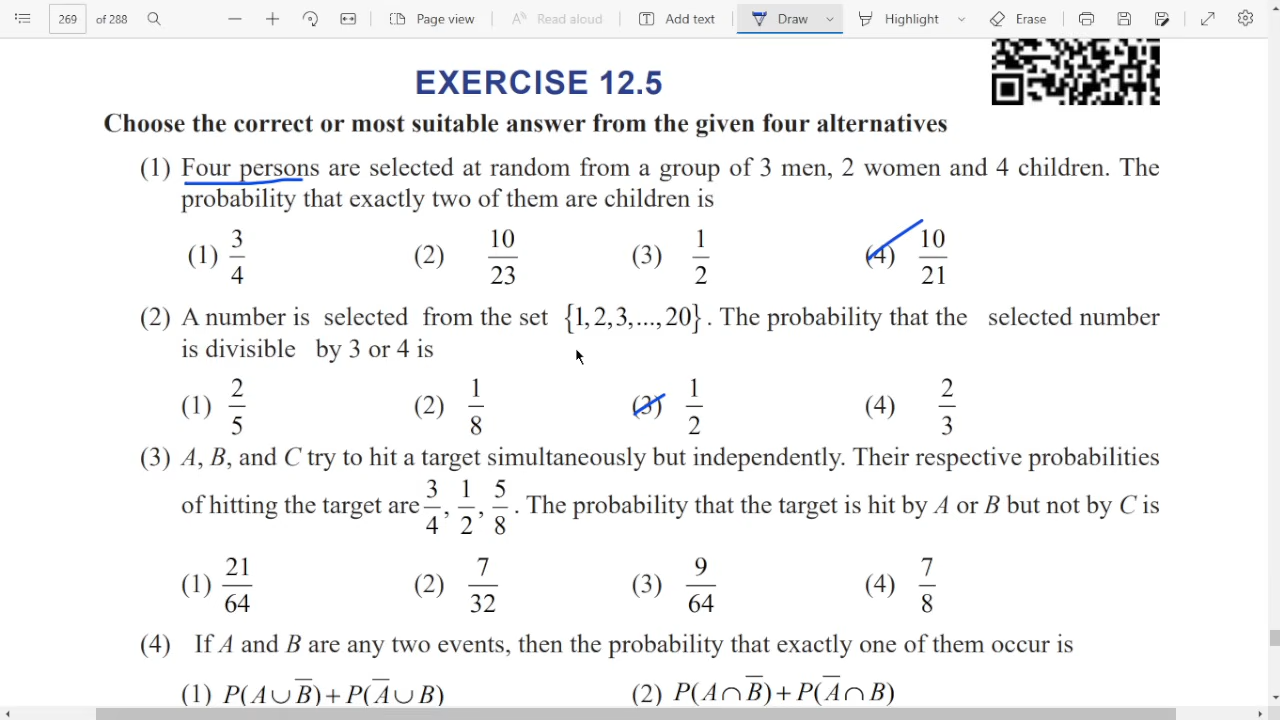 269 of 288 Page view Read aloud Add text Draw Highlight Erase
EXERCISE 12.5
Choose the correct or most suitable answer from the given four alternatives
(1) Four persons are selected at random from a group of 3 men, 2 women and 4 children. The
probability that exactly two of them are children is
(1) 3/4 (2) 10/23 (3) 1/2 (4) 10/21
(2) A number is selected from the set {1, 2, 3, ..., 20}. The probability that the selected number
is divisible by 3 or 4 is
(1) 2/5 (2) 1/8 (3) 1/2 (4) 2/3
(3) A, B, and C try to hit a target simultaneously but independently. Their respective probabilities
of hitting the target are 3/4, 1/2, 5/8. The probability that the target is hit by A or B but not by C is
(1) 21/64 (2) 7/32 (3) 9/64 (4) 7/8
(4) If A and B are any two events, then the probability that exactly one of them occur is
(1) P(A∪B̅)+P(A̅∪B) (2) P(A∩B̅)+P(A̅∩B)